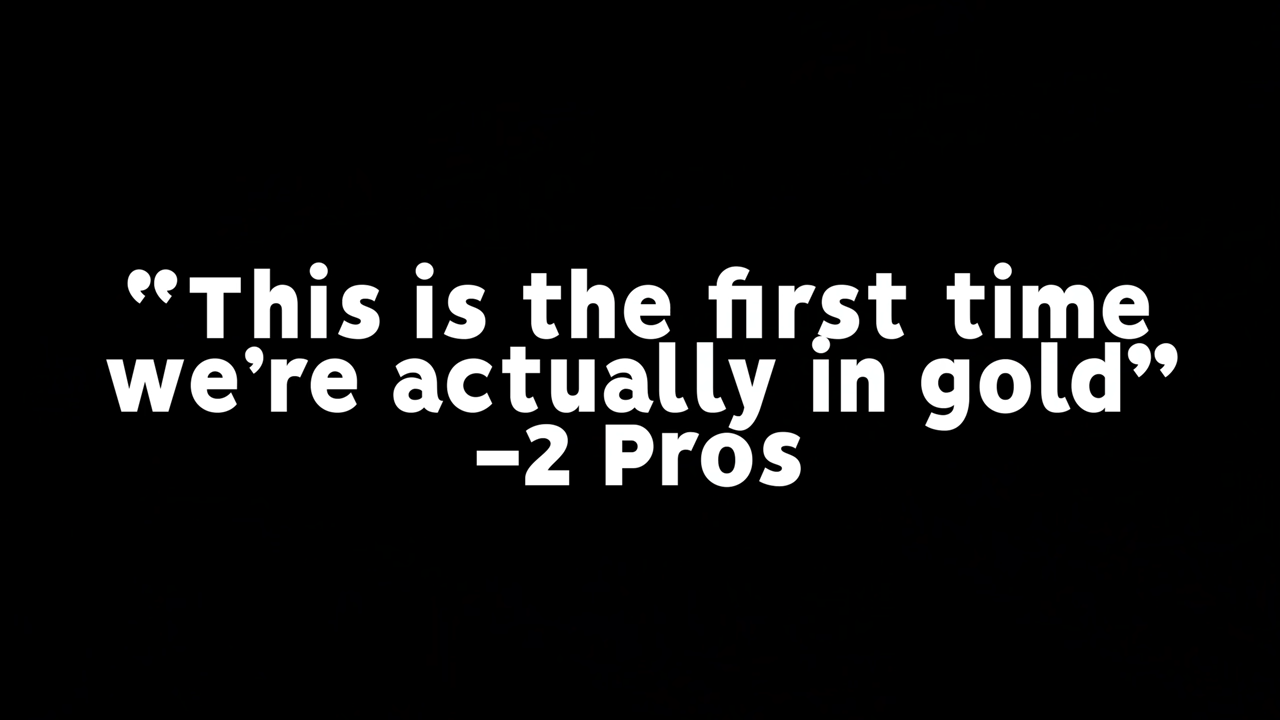 “This is the first time
we’re actually in gold”
–2 Pros